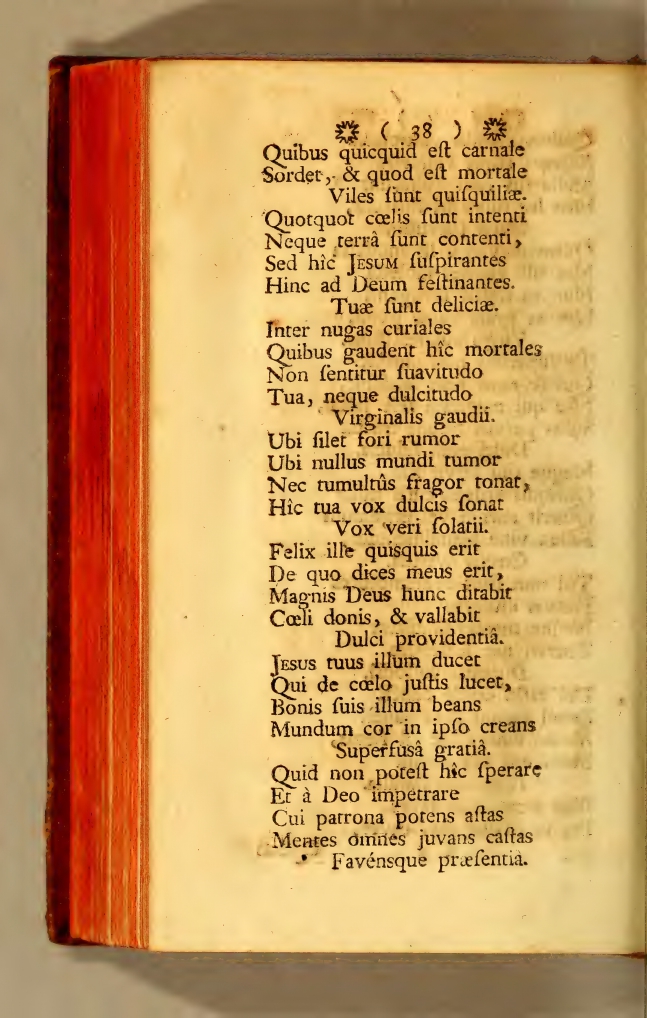 ( 38 )
Quibus quicquid eſt carnale
Sordet, & quod eſt mortale
Viles ſunt quiſquiliæ.
Quotquot cœlis ſunt intenti
Neque terrâ ſunt contenti,
Sed hîc JESUM ſuſpirantes
Hinc ad Deum feſtinantes.
Tuæ ſunt deliciæ.
Inter nugas curiales
Quibus gaudent hîc mortales
Non ſentitur ſuavitudo
Tua, neque dulcitudo
Virginalis gaudii.
Ubi ſilet fori rumor
Ubi nullus mundi tumor
Nec tumultûs fragor tonat,
Hîc tua vox dulcis ſonat
Vox veri ſolatii.
Felix ille quisquis erit
De quo dices meus erit,
Magnis Deus hunc ditabit
Cœli donis, & vallabit
Dulci providentiâ.
JESUS tuus illum ducet
Qui de cœlo juſtis lucet,
Bonis ſuis illum beans
Mundum cor in ipſo creans
Superfusâ gratiâ.
Quid non poteſt hîc ſperare
Et à Deo impetrare
Cui patrona potens aſtas
Mentes omnes juvans caſtas
Favénsque præſentiâ.